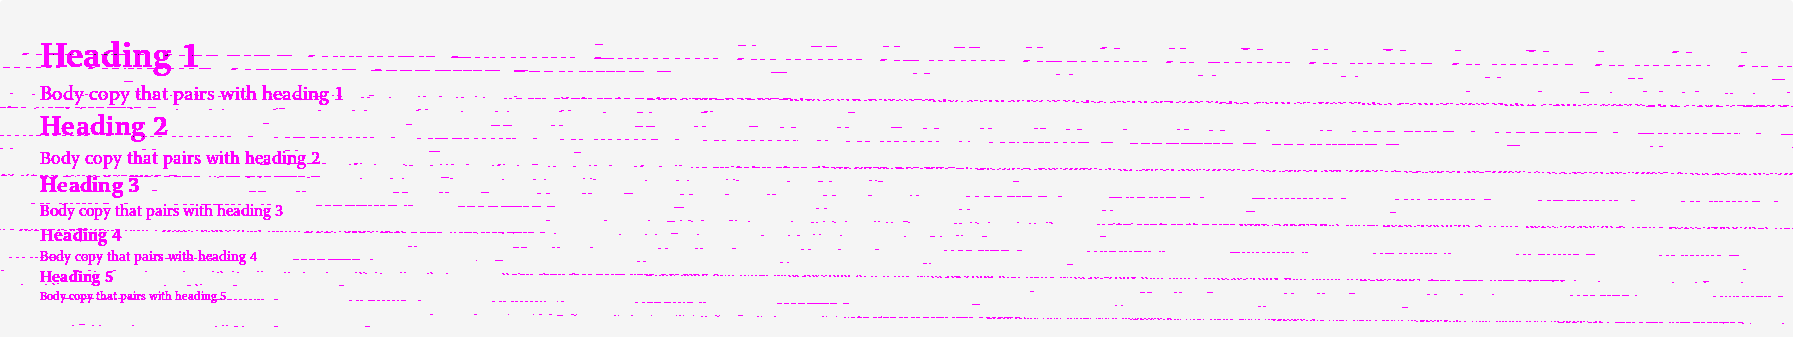 Heading 1
Body copy that pairs with heading 1
Heading 2
Body copy that pairs with heading 2
Heading 3
Body copy that pairs with heading 3
Heading 4
Body copy that pairs with heading 4
Heading 5
Body copy that pairs with heading 5